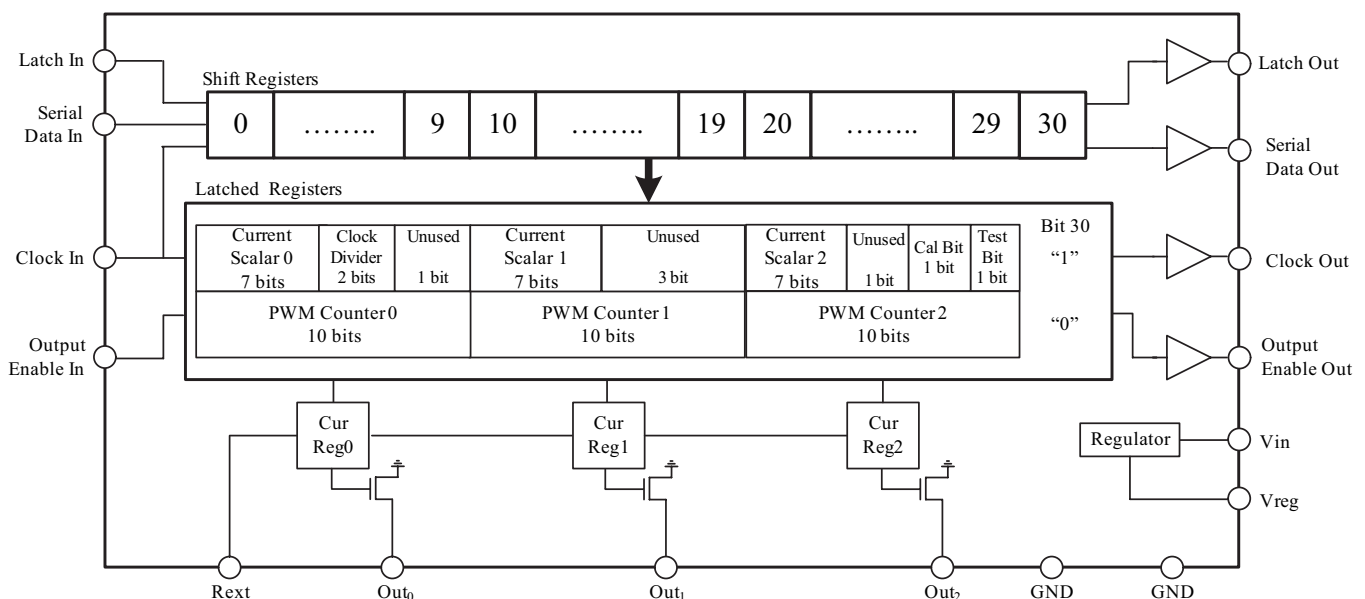 Latch In
Serial
Data In
Clock In
Output
Enable In
Shift Registers
0 ........ 9 10 ........ 19 20 ........ 29 30
Latched Registers
Current
Scalar 0
7 bits
Clock
Divider
2 bits
Unused
1 bit
Current
Scalar 1
7 bits
Unused
3 bit
Current
Scalar 2
7 bits
Unused
1 bit
Cal Bit
1 bit
Test
Bit
1 bit
Bit 30
“1”
PWM Counter 0
10 bits
PWM Counter 1
10 bits
PWM Counter 2
10 bits
“0”
Cur
Reg0
Cur
Reg1
Cur
Reg2
Regulator
Latch Out
Serial
Data Out
Clock Out
Output
Enable Out
Vin
Vreg
Rext
Out0
Out1
Out2
GND
GND